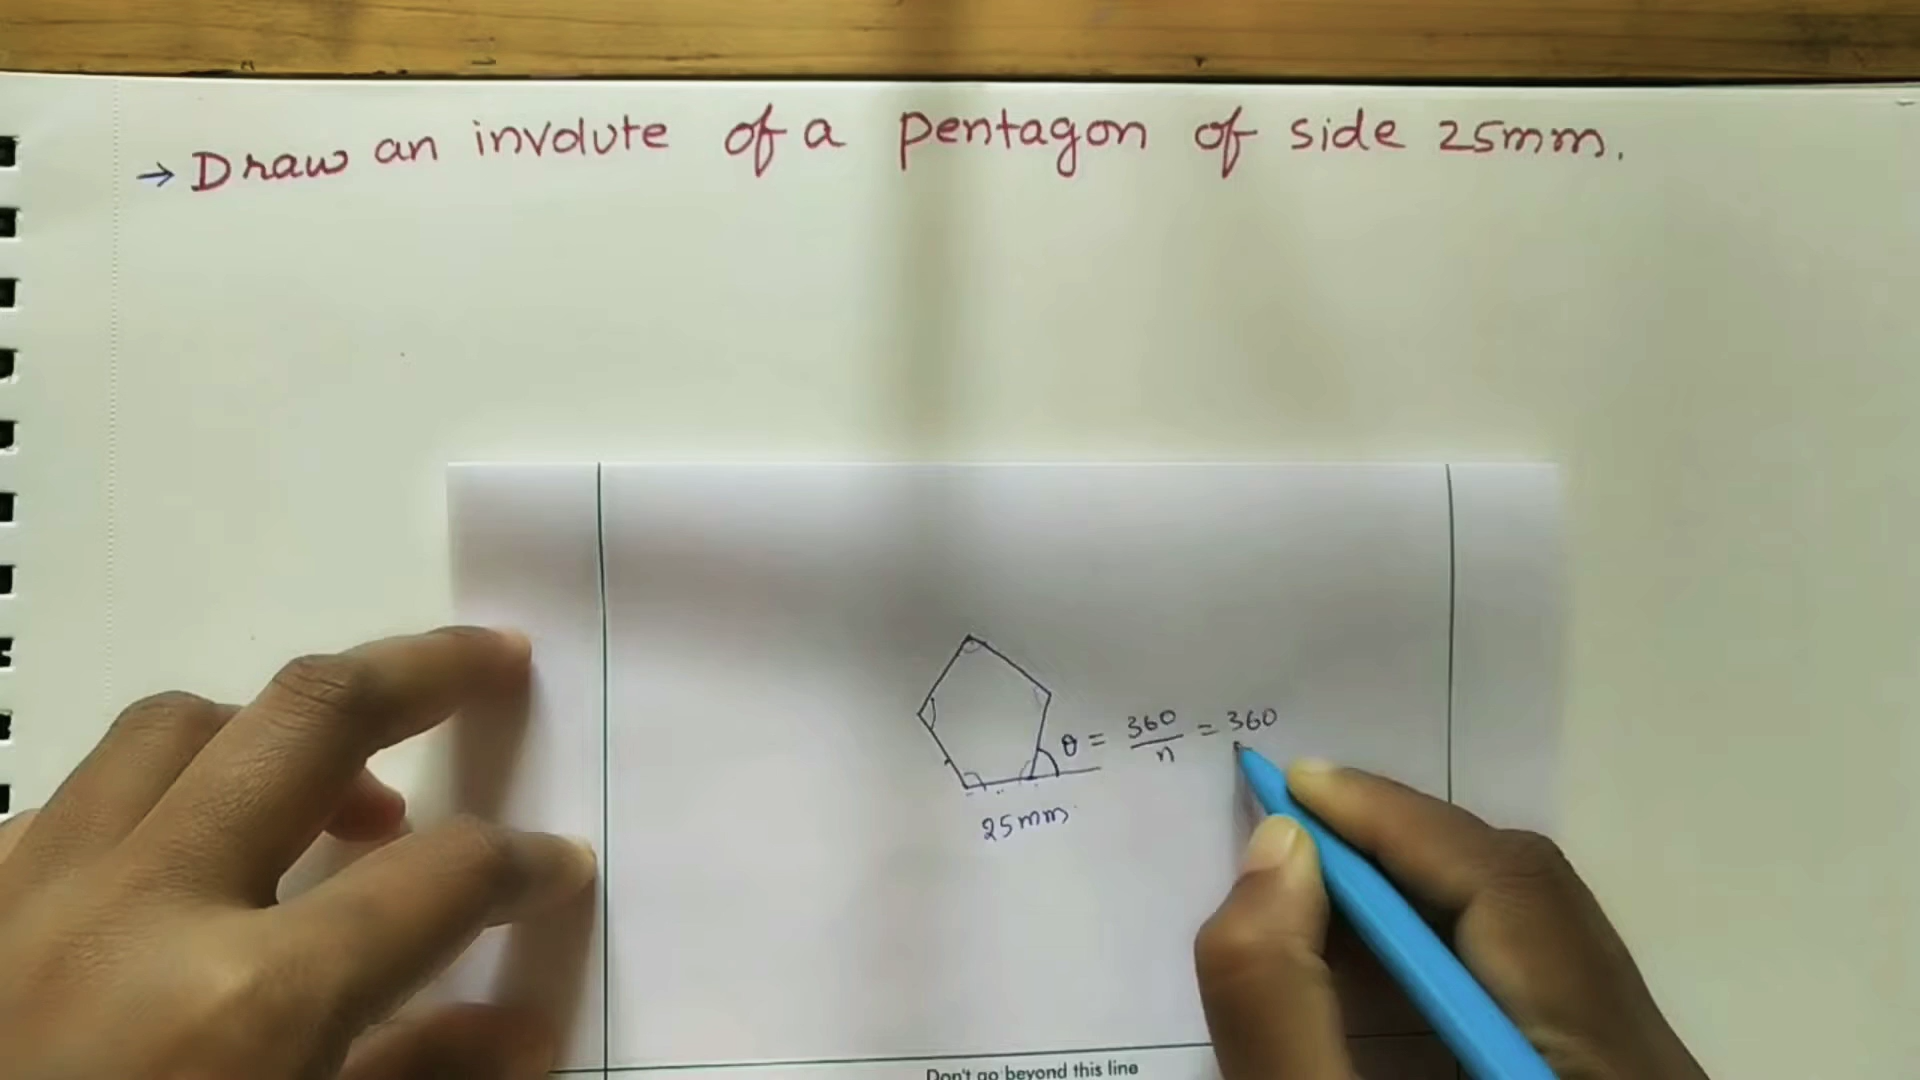 → Draw an involute of a pentagon of side 25mm.
θ = 360/n = 360
25mm
Don't go beyond this line